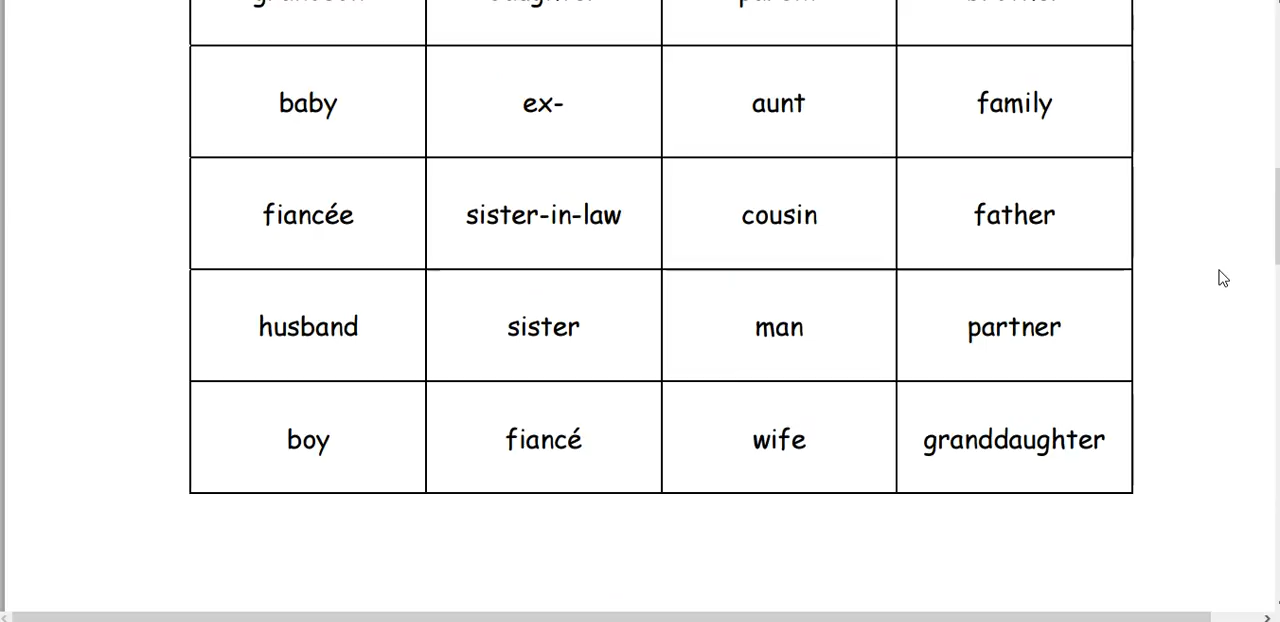 baby ex- aunt family
fiancée sister-in-law cousin father
husband sister man partner
boy fiancé wife granddaughter